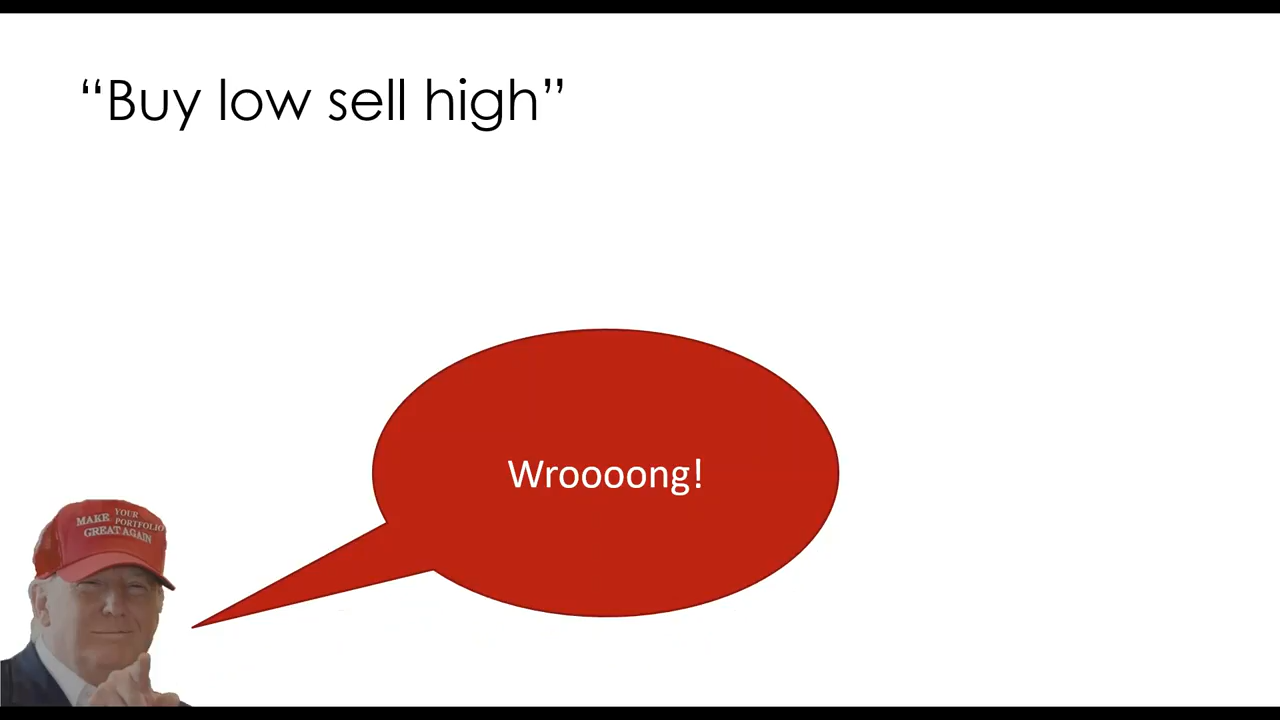 “Buy low sell high”
Wroooong!
MAKE YOUR
PORTFOLIO
GREAT AGAIN